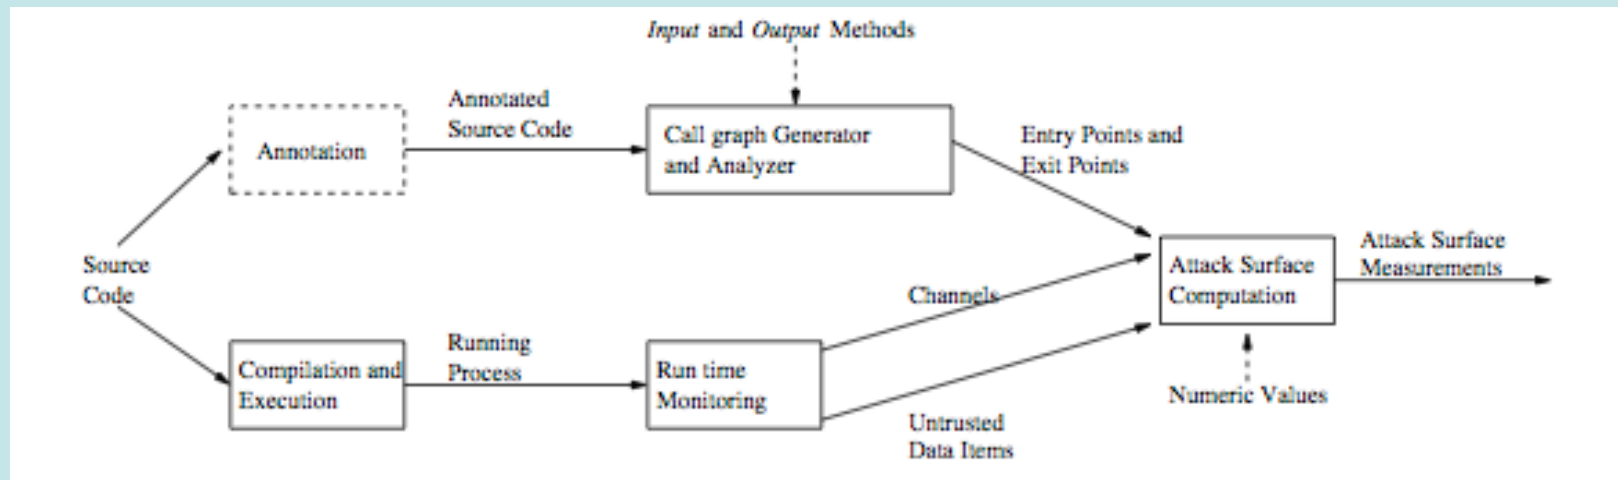 Input and Output Methods
Annotated
Source Code
Annotation
Call graph Generator
and Analyzer
Entry Points and
Exit Points
Source
Code
Attack Surface
Computation
Attack Surface
Measurements
Channels
Compilation and
Execution
Running
Process
Run time
Monitoring
Numeric Values
Untrusted
Data Items